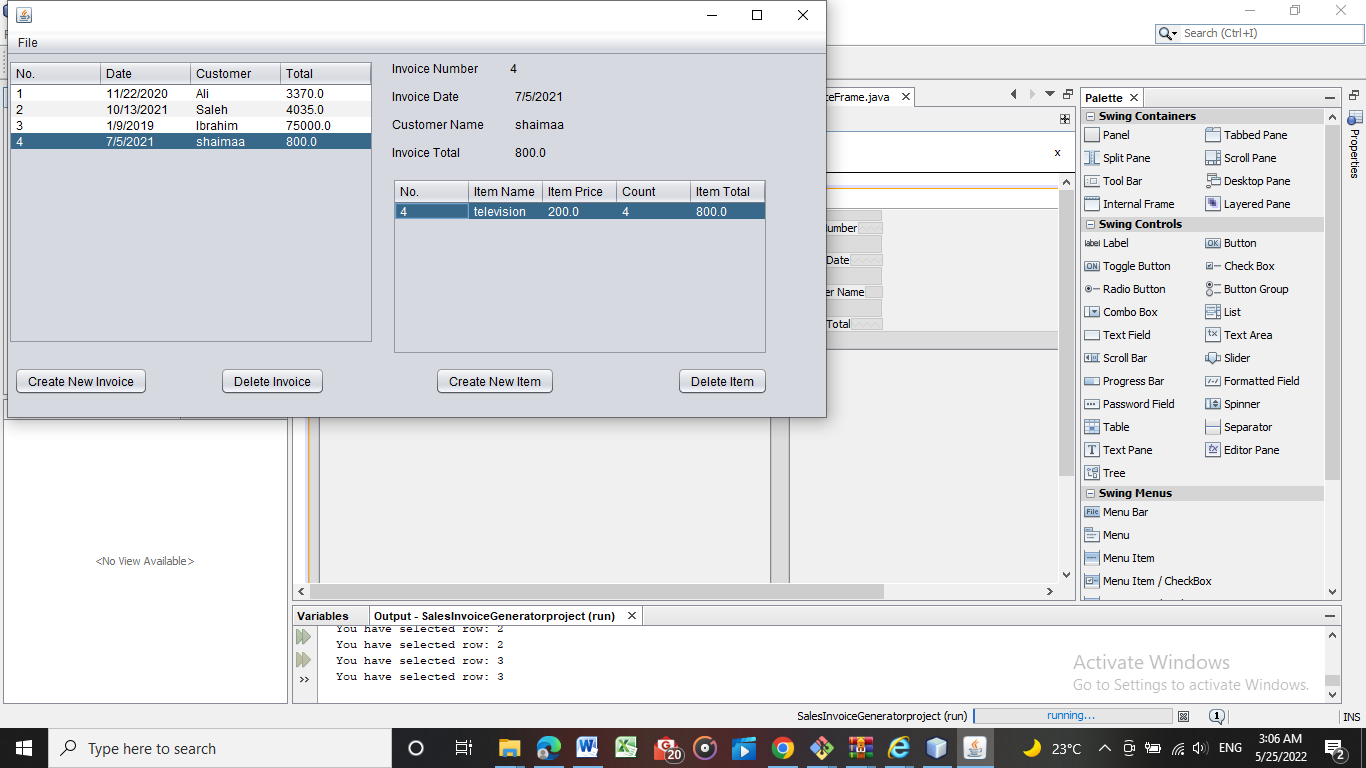 File
Search (Ctrl+I)
No. Date Customer Total
1 11/22/2020 Ali 3370.0
2 10/13/2021 Saleh 4035.0
3 1/9/2019 Ibrahim 75000.0
4 7/5/2021 shaimaa 800.0
Invoice Number 4
Invoice Date 7/5/2021
Customer Name shaimaa
Invoice Total 800.0
No. Item Name Item Price Count Item Total
4 television 200.0 4 800.0
Create New Invoice Delete Invoice Create New Item Delete Item
ceFrame.java
x
umber
Date
er Name
Total
Palette
Swing Containers
Panel Tabbed Pane
Split Pane Scroll Pane
Tool Bar Desktop Pane
Internal Frame Layered Pane
Swing Controls
label Label OK Button
ON Toggle Button Check Box
Radio Button Button Group
Combo Box List
Text Field Text Area
Scroll Bar Slider
Progress Bar Formatted Field
Password Field Spinner
Table Separator
T Text Pane Editor Pane
Tree
Swing Menus
File Menu Bar
Menu
Menu Item
Menu Item / CheckBox
Properties
<No View Available>
Variables Output - SalesInvoiceGeneratorproject (run)
You have selected row: 2
You have selected row: 2
You have selected row: 3
You have selected row: 3
Activate Windows
Go to Settings to activate Windows.
SalesInvoiceGeneratorproject (run) running... 1 INS
Type here to search
20
23°C
ENG
3:06 AM
5/25/2022
2